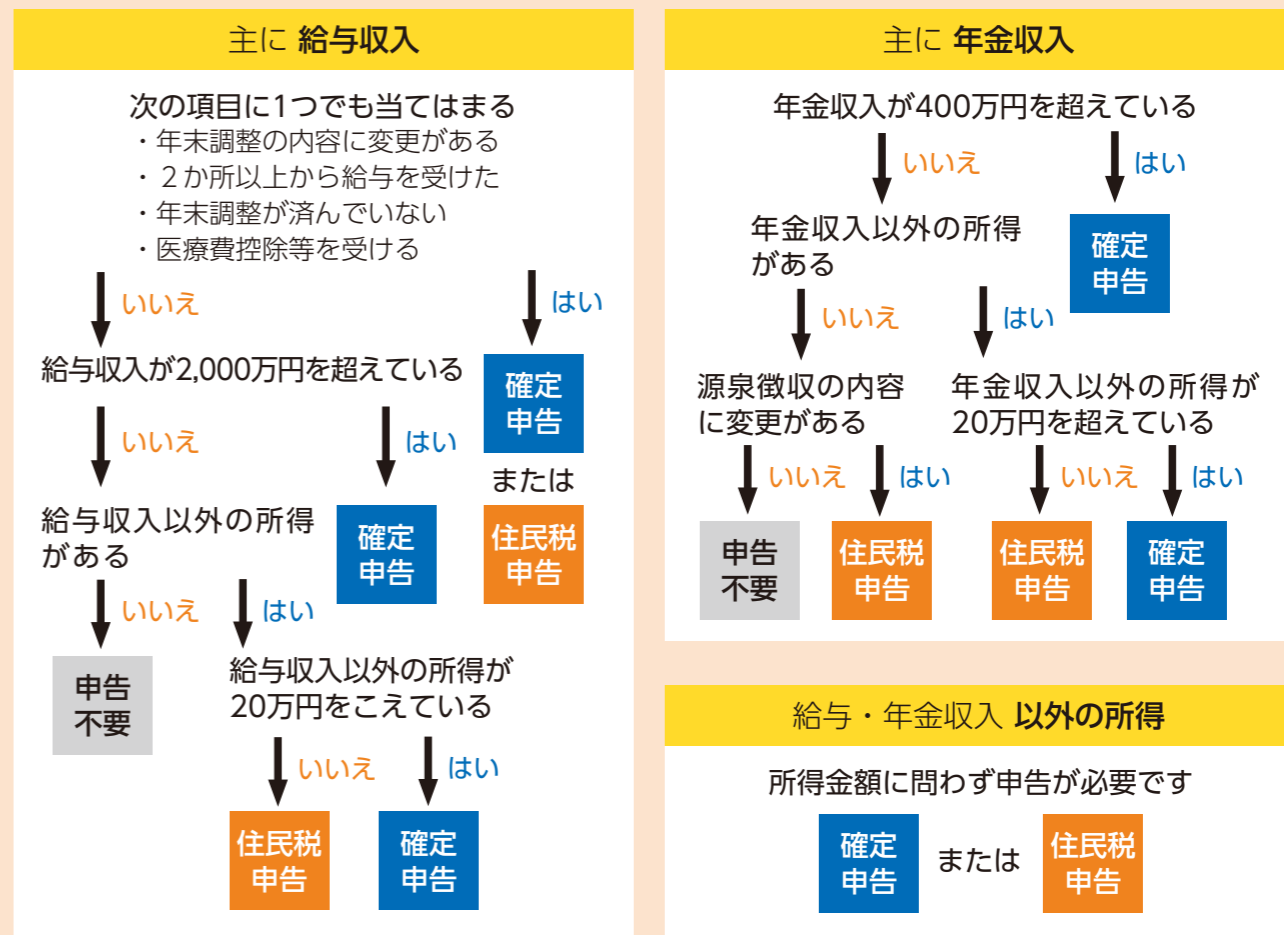 主に 給与収入
次の項目に1つでも当てはまる
・年末調整の内容に変更がある
・２か所以上から給与を受けた
・年末調整が済んでいない
・医療費控除等を受ける
いいえ
はい
給与収入が2,000万円を超えている
確定
申告
または
住民税
申告
いいえ
はい
給与収入以外の所得
がある
確定
申告
いいえ
はい
申告
不要
給与収入以外の所得が
20万円をこえている
いいえ
はい
住民税
申告
確定
申告
主に 年金収入
年金収入が400万円を超えている
いいえ
はい
年金収入以外の所得
がある
確定
申告
いいえ
はい
源泉徴収の内容
に変更がある
年金収入以外の所得が
20万円を超えている
いいえ
はい
いいえ
はい
申告
不要
住民税
申告
住民税
申告
確定
申告
給与・年金収入 以外の所得
所得金額に問わず申告が必要です
確定
申告
または
住民税
申告